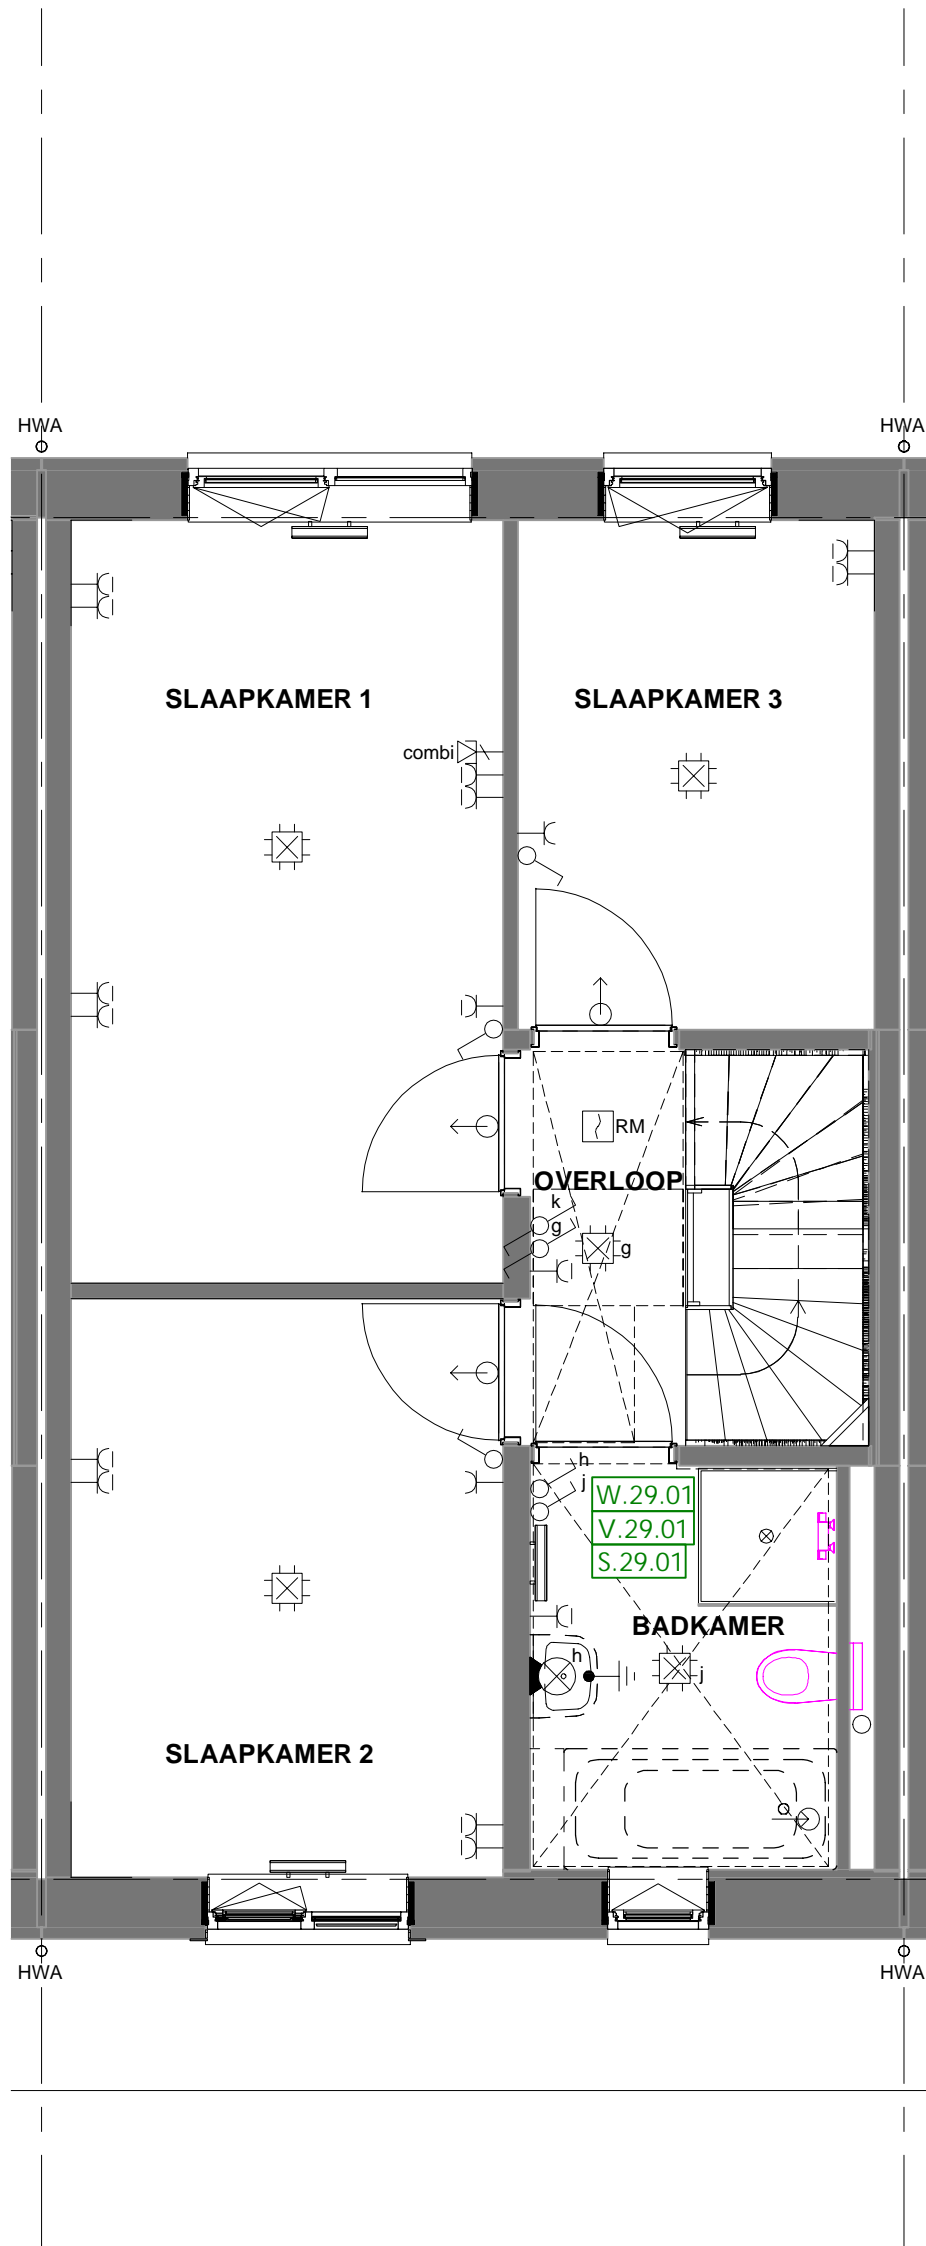 HWA
HWA
SLAAPKAMER 1
SLAAPKAMER 3
combi
RM
OVERLOOP
k
g
g
h
j
W.29.01
V.29.01
S.29.01
BADKAMER
h
j
SLAAPKAMER 2
HWA
HWA